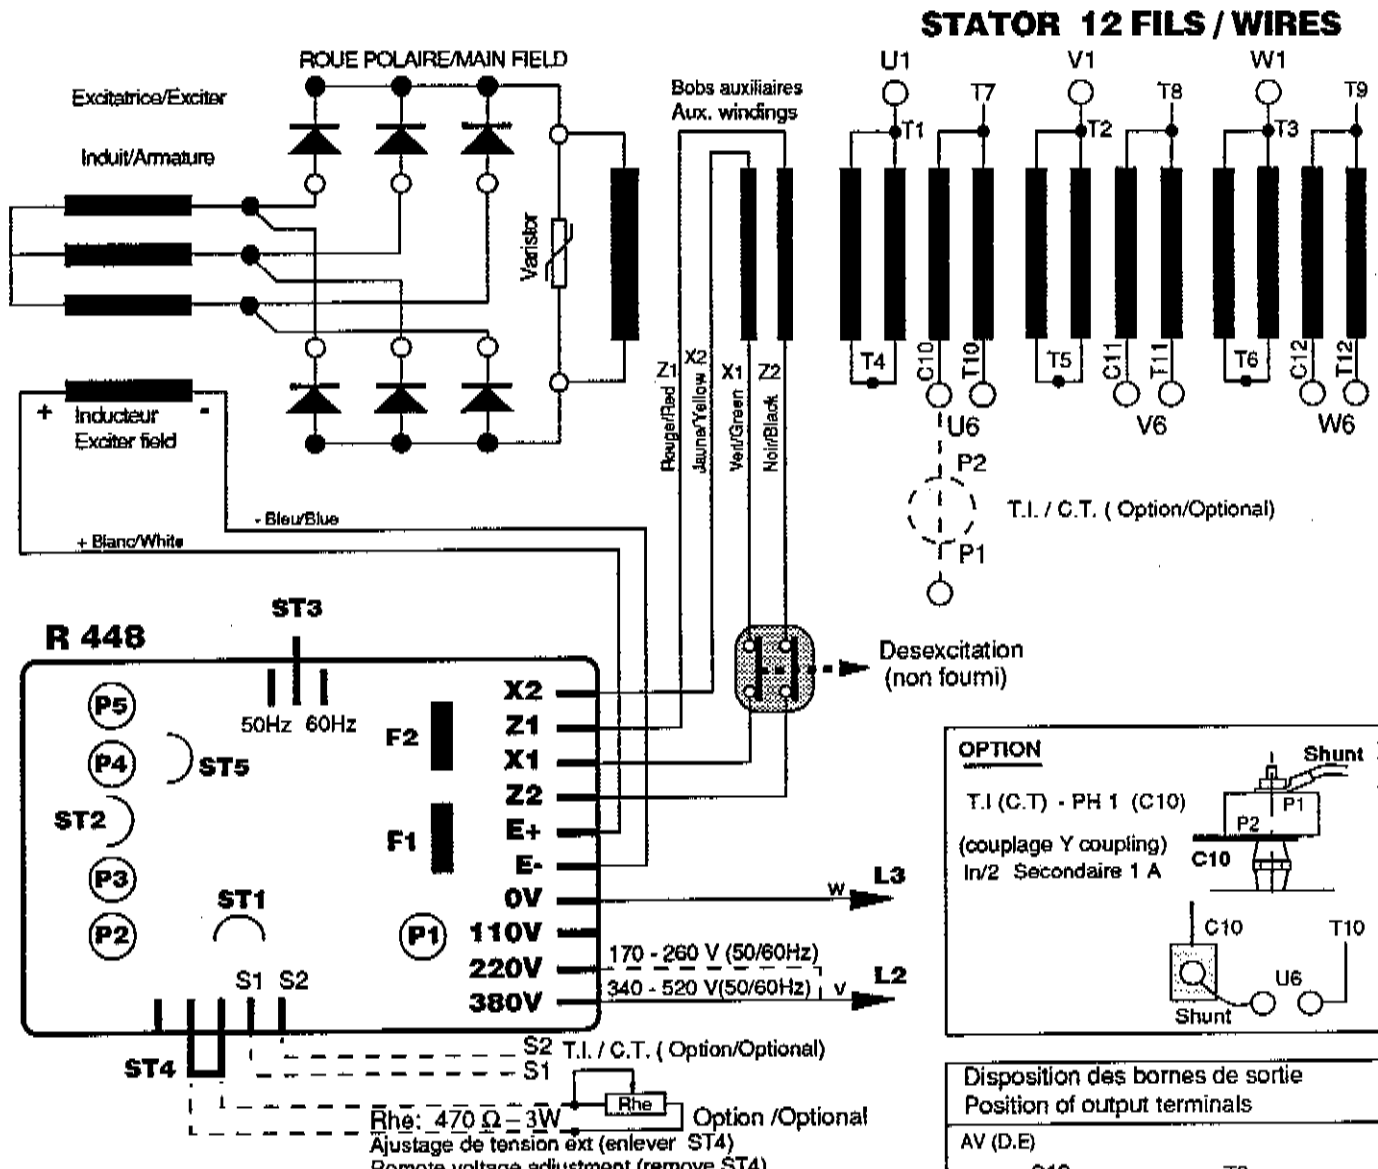 STATOR 12 FILS / WIRES
ROUE POLAIRE/MAIN FIELD
U1
V1
W1
Excitatrice/Exciter
Bobs auxiliaires
Aux. windings
T7
T8
T9
T1
T2
T3
Induit/Armature
Varistor
Z1
X2
X1
Z2
Rouge/Red
Jaune/Yellow
Vert/Green
Noir/Black
T4
C10
T10
T5
C11
T11
T6
C12
T12
U6
V6
W6
+
-
Inducteur
Exciter field
P2
T.I. / C.T. ( Option/Optional)
P1
- Bleu/Blue
+ Blanc/White
ST3
R 448
Desexcitation
(non fourni)
50Hz 60Hz
P5
P4
ST5
ST2
P3
P2
ST1
F2
F1
P1
X2
Z1
X1
Z2
E+
E-
0V
110V
220V
380V
W
L3
170 - 260 V (50/60Hz)
340 - 520 V(50/60Hz)
V
L2
S1 S2
ST4
S2 T.I. / C.T. ( Option/Optional)
S1
Rhe
Rhe: 470 Ω - 3W
Option /Optional
Ajustage de tension ext (enlever ST4)
Remote voltage adjustment (remove ST4)
OPTION
Shunt
T.I (C.T) - PH 1 (C10)
P1
P2
(couplage Y coupling)
C10
In/2 Secondaire 1 A
C10
T10
U6
Shunt
Disposition des bornes de sortie
Position of output terminals
AV (D.E)